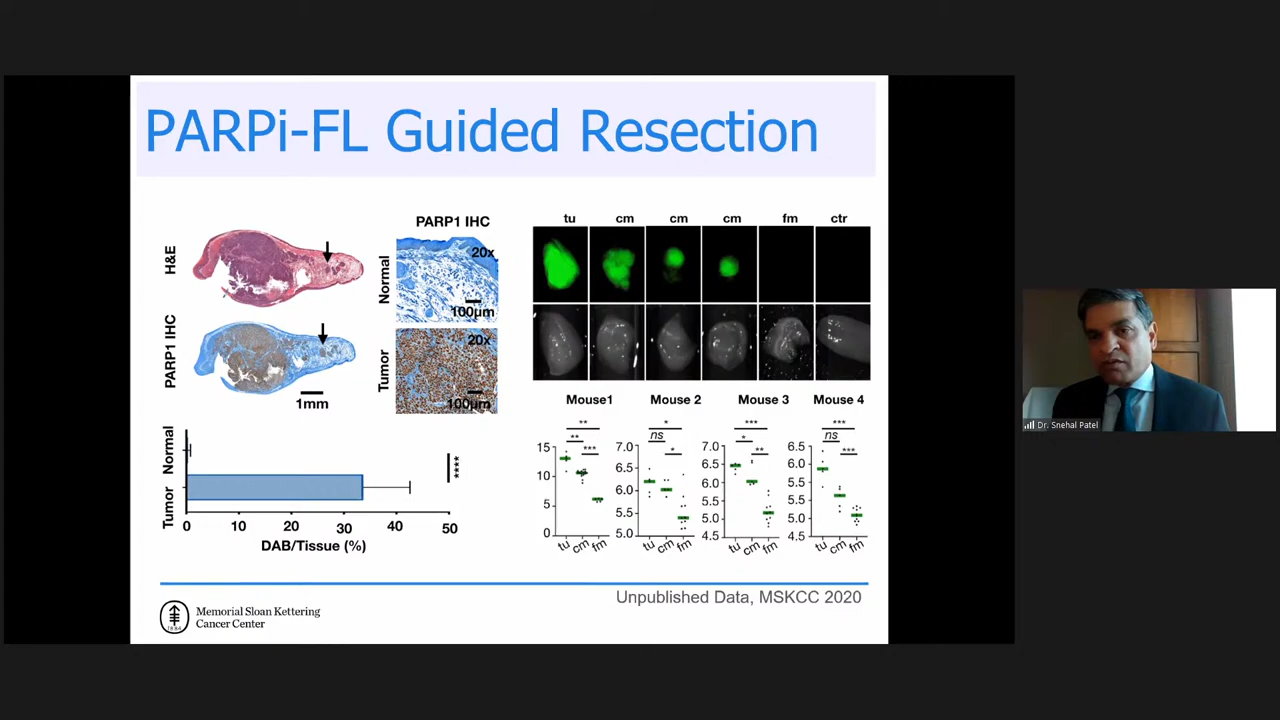 PARPi-FL Guided Resection
H&E
PARP1 IHC
1mm
PARP1 IHC
Normal
20x
100μm
Tumor
20x
100μm
Normal
Tumor
****
0 10 20 30 40 50
DAB/Tissue (%)
tu cm cm cm fm ctr
Mouse1 Mouse 2 Mouse 3 Mouse 4
** * *** ***
** ns * ns
*** * ** ***
15 7.0 7.0 6.5
10 6.5 6.5 6.0
5 6.0 6.0 5.5
0 5.5 5.5 5.0
5.0 5.0 4.5
4.5
tu cm fm tu cm fm tu cm fm tu cm fm
Unpublished Data, MSKCC 2020
1884
Memorial Sloan Kettering
Cancer Center
Dr. Snehal Patel